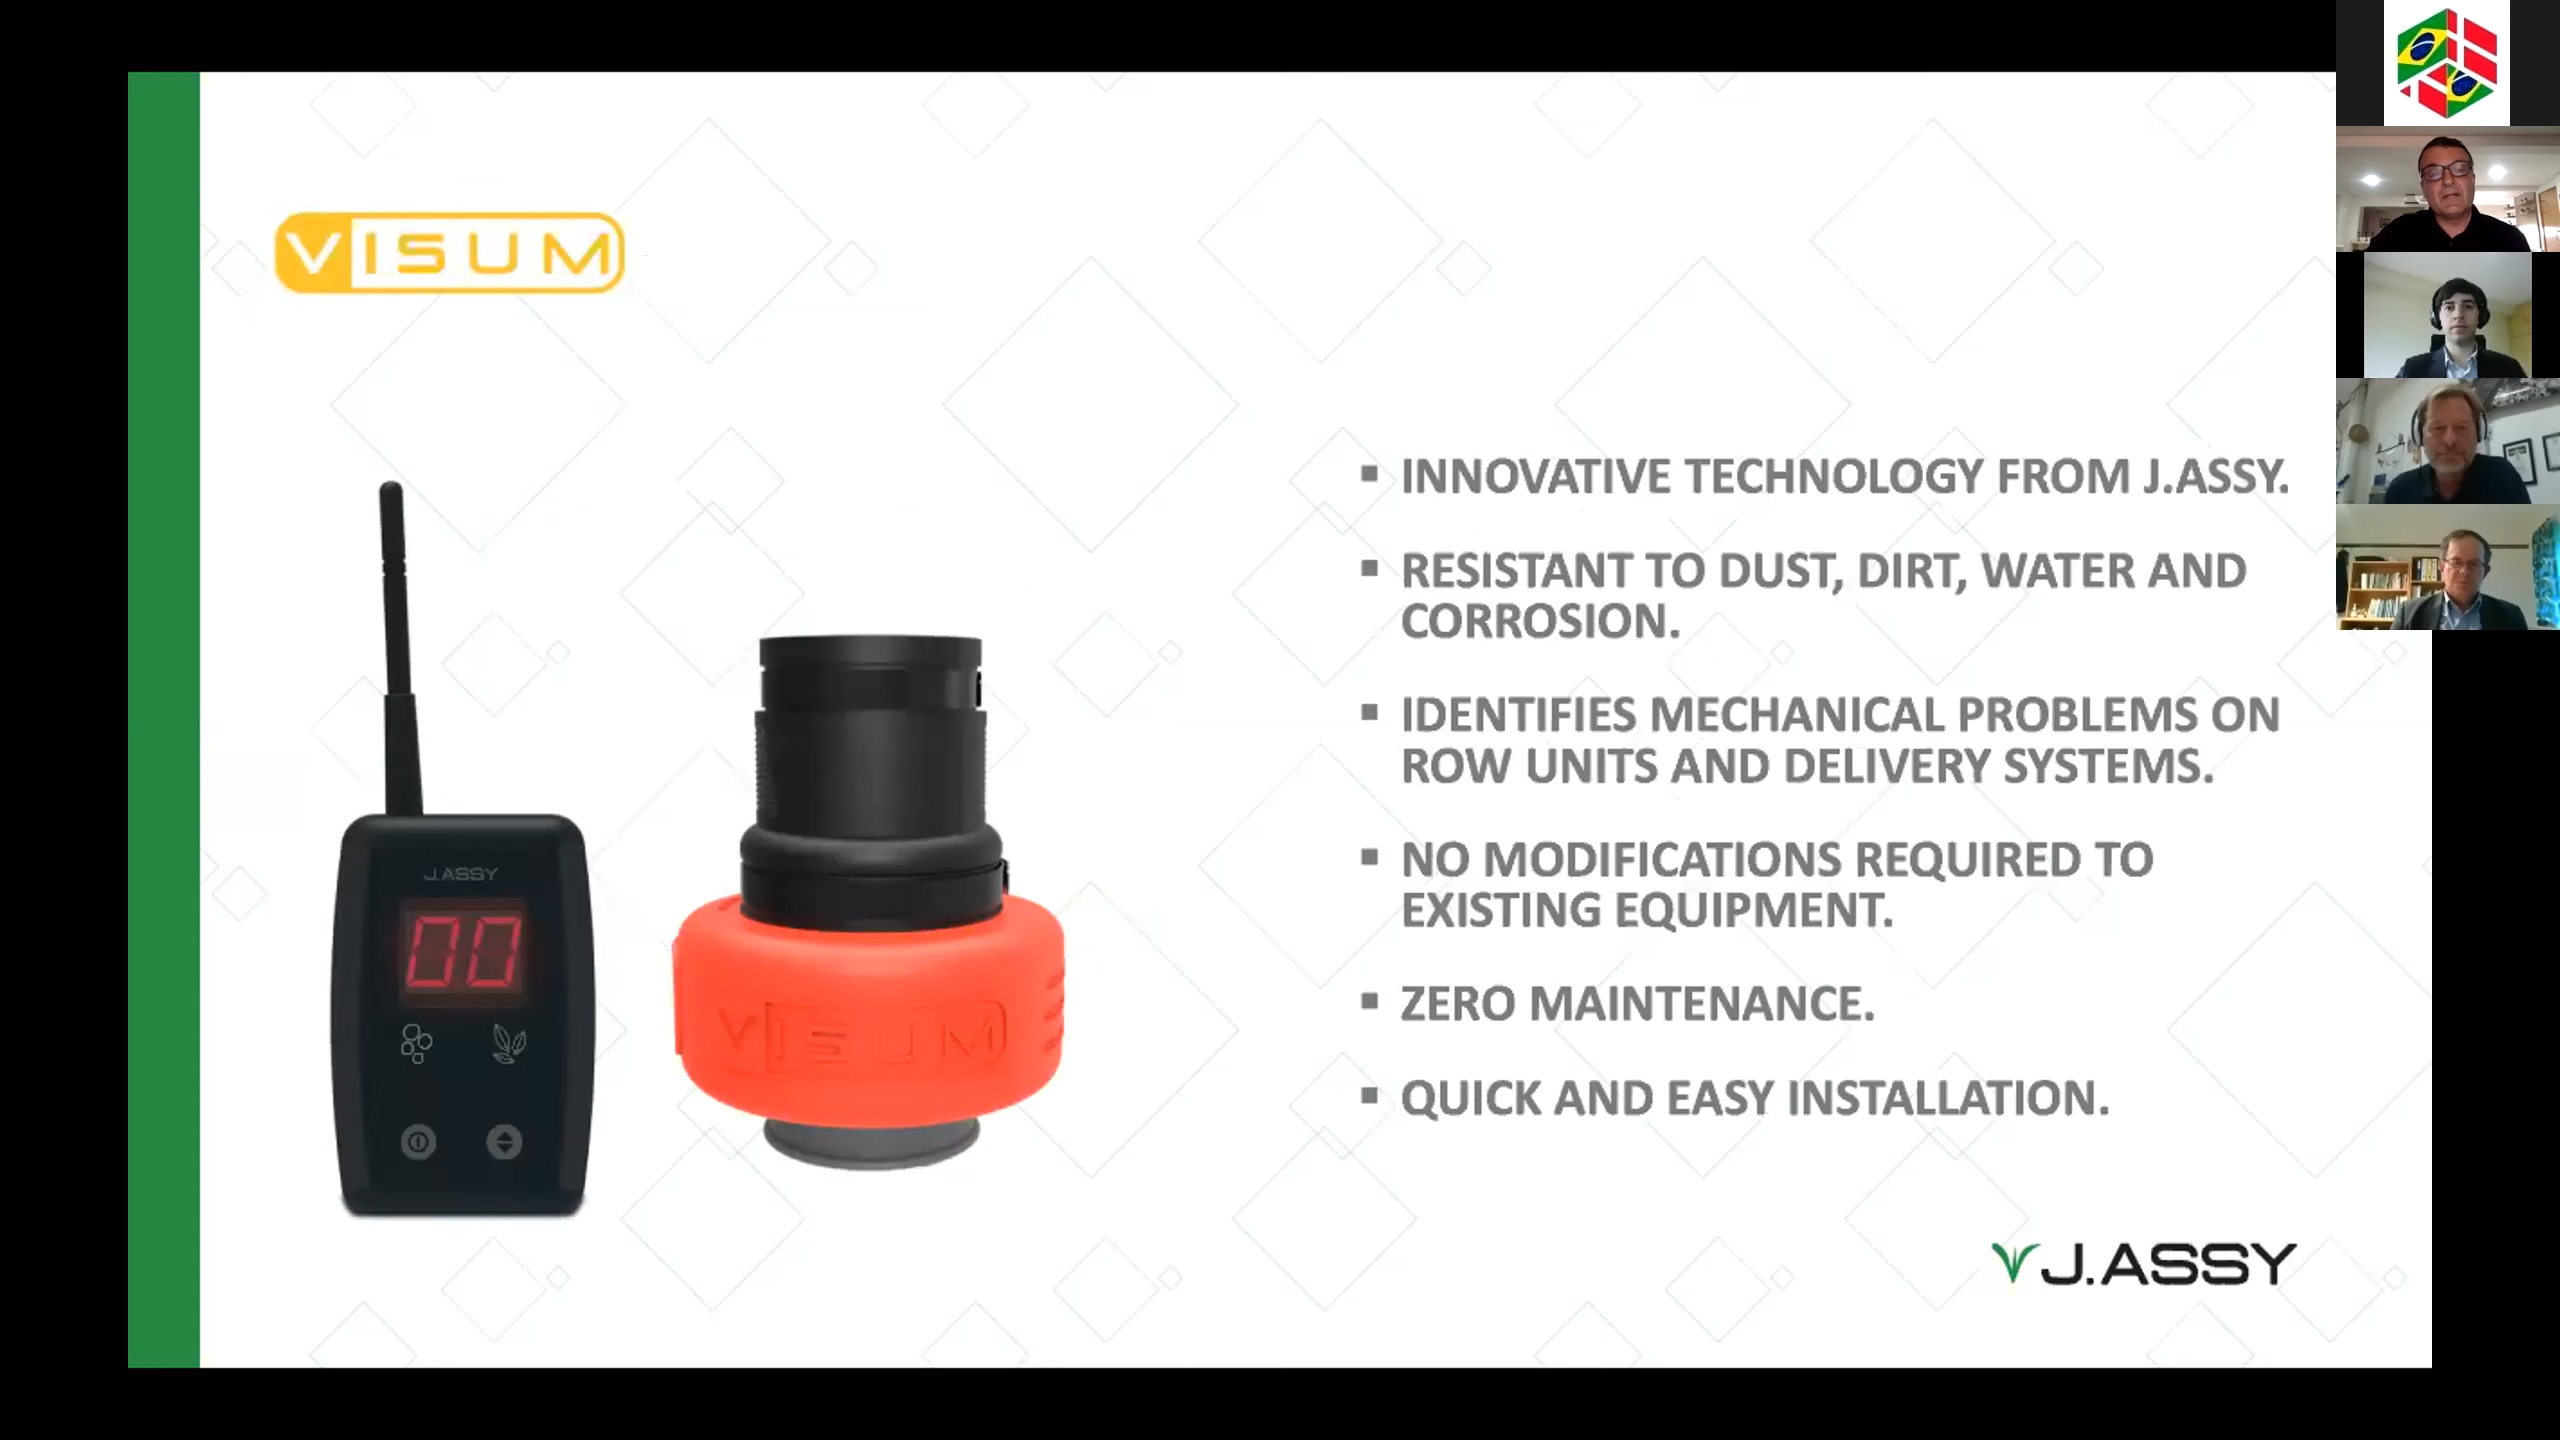 VISUM
INNOVATIVE TECHNOLOGY FROM J.ASSY.
RESISTANT TO DUST, DIRT, WATER AND
CORROSION.
IDENTIFIES MECHANICAL PROBLEMS ON
ROW UNITS AND DELIVERY SYSTEMS.
NO MODIFICATIONS REQUIRED TO
EXISTING EQUIPMENT.
ZERO MAINTENANCE.
QUICK AND EASY INSTALLATION.
J.ASSY
00
VISUM
J.ASSY